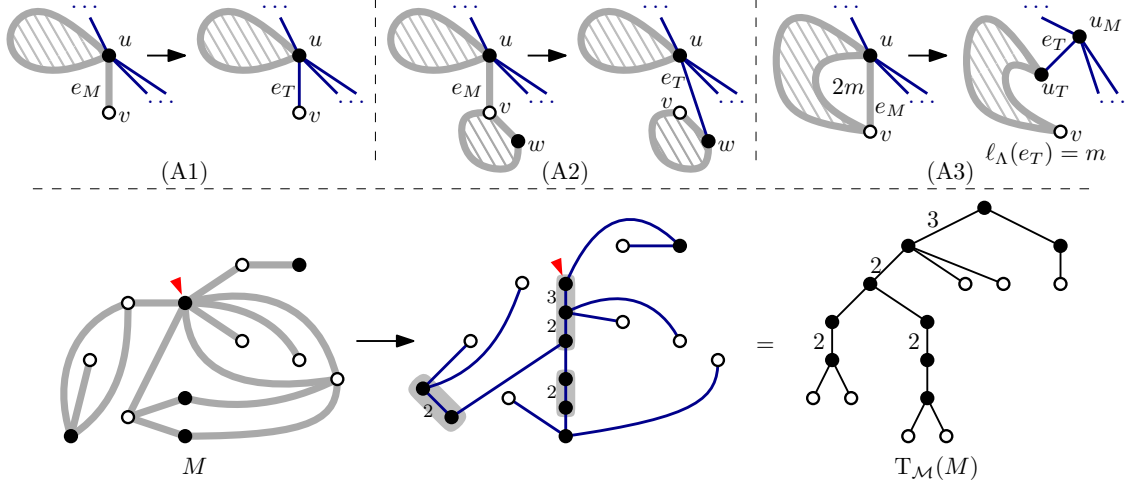 . . . u e_M v
. . . u e_T v
. . .
. . .
(A1)
. . . u e_M v w
. . . u e_T v w
. . .
. . .
(A2)
. . . u 2m e_M v
. . . u_M e_T u_T v
. . .
. . .
ℓ_Λ(e_T) = m
(A3)
3
2
2
2
=
3
2
2
2
M
T_ℳ(M)